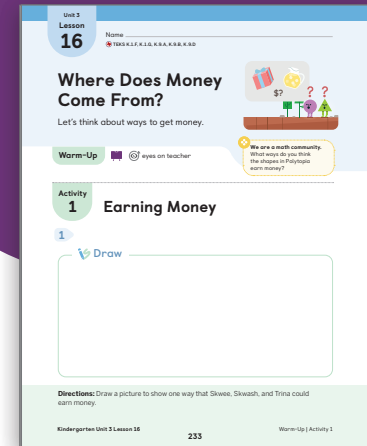 Unit 3
Lesson
16
Name
TEKS K.1.F, K.1.G, K.9.A, K.9.B, K.9.D
Where Does Money
Come From?
Let's think about ways to get money.
$?
? ?
Warm-Up
eyes on teacher
We are a math community.
What ways do you think
the shapes in Polytopia
earn money?
Activity
1
Earning Money
1
Draw
Directions: Draw a picture to show one way that Skwee, Skwash, and Trina could
earn money.
Kindergarten Unit 3 Lesson 16
233
Warm-Up | Activity 1